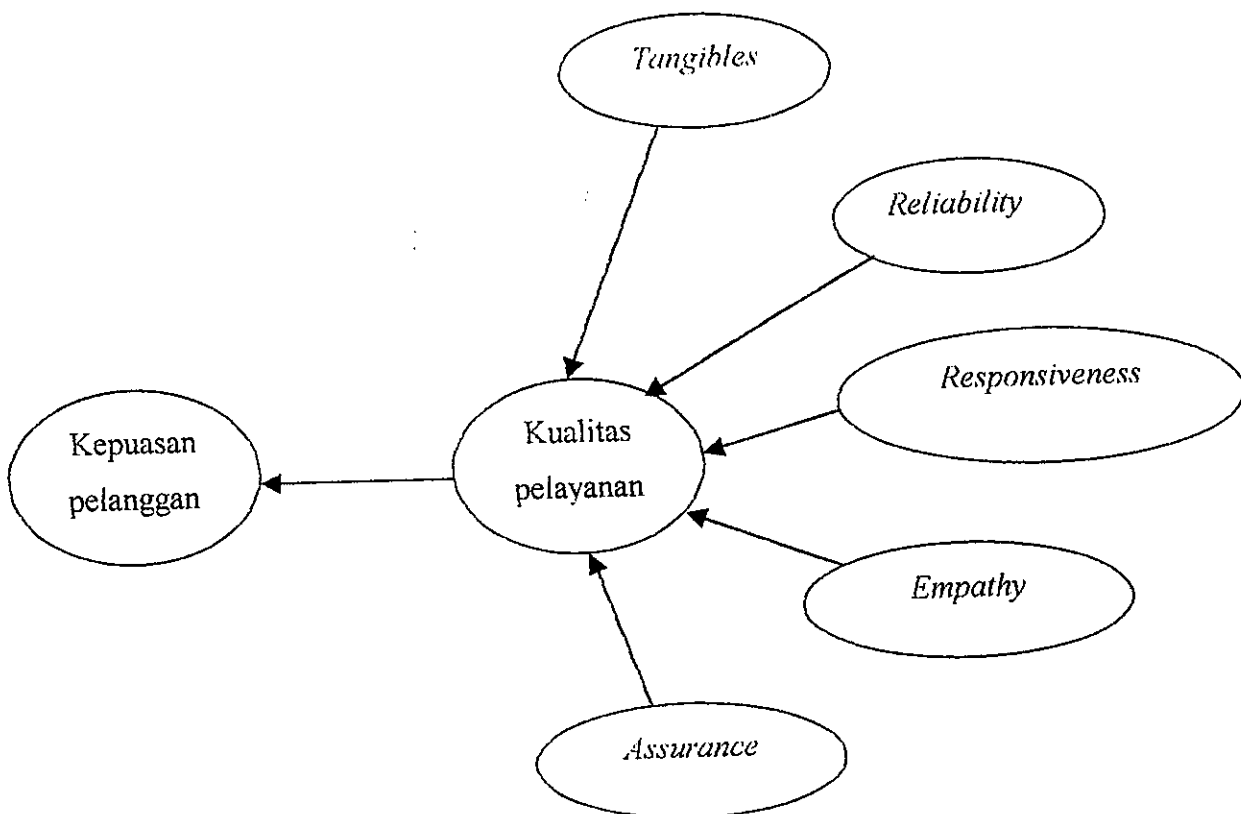 Tangibles
Reliability
Responsiveness
Kepuasan
pelanggan
Kualitas
pelayanan
Empathy
Assurance